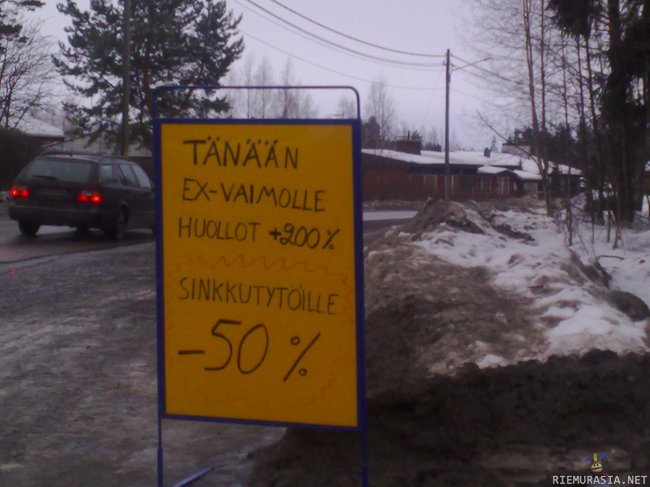 TÄNÄÄN
EX-VAIMOLLE
HUOLLOT +200%
SINKKUTYTÖILLE
-50%
RIEMURASIA.NET